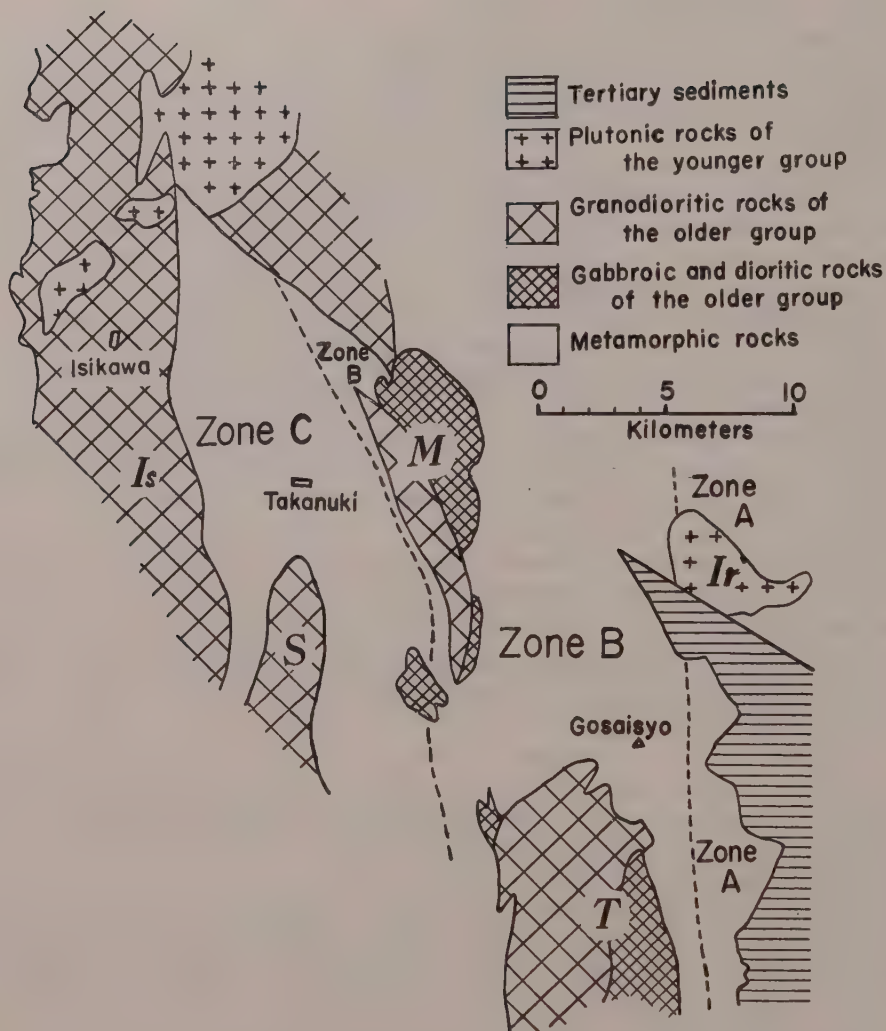 Tertiary sediments
Plutonic rocks of
the younger group
Granodioritic rocks of
the older group
Gabbroic and dioritic rocks
of the older group
Metamorphic rocks
0 5 10
Kilometers
Isikawa
Zone
B
Zone C
M
Is
Takanuki
Zone
A
Ir
S
Zone B
Gosaisyo
Zone
A
T